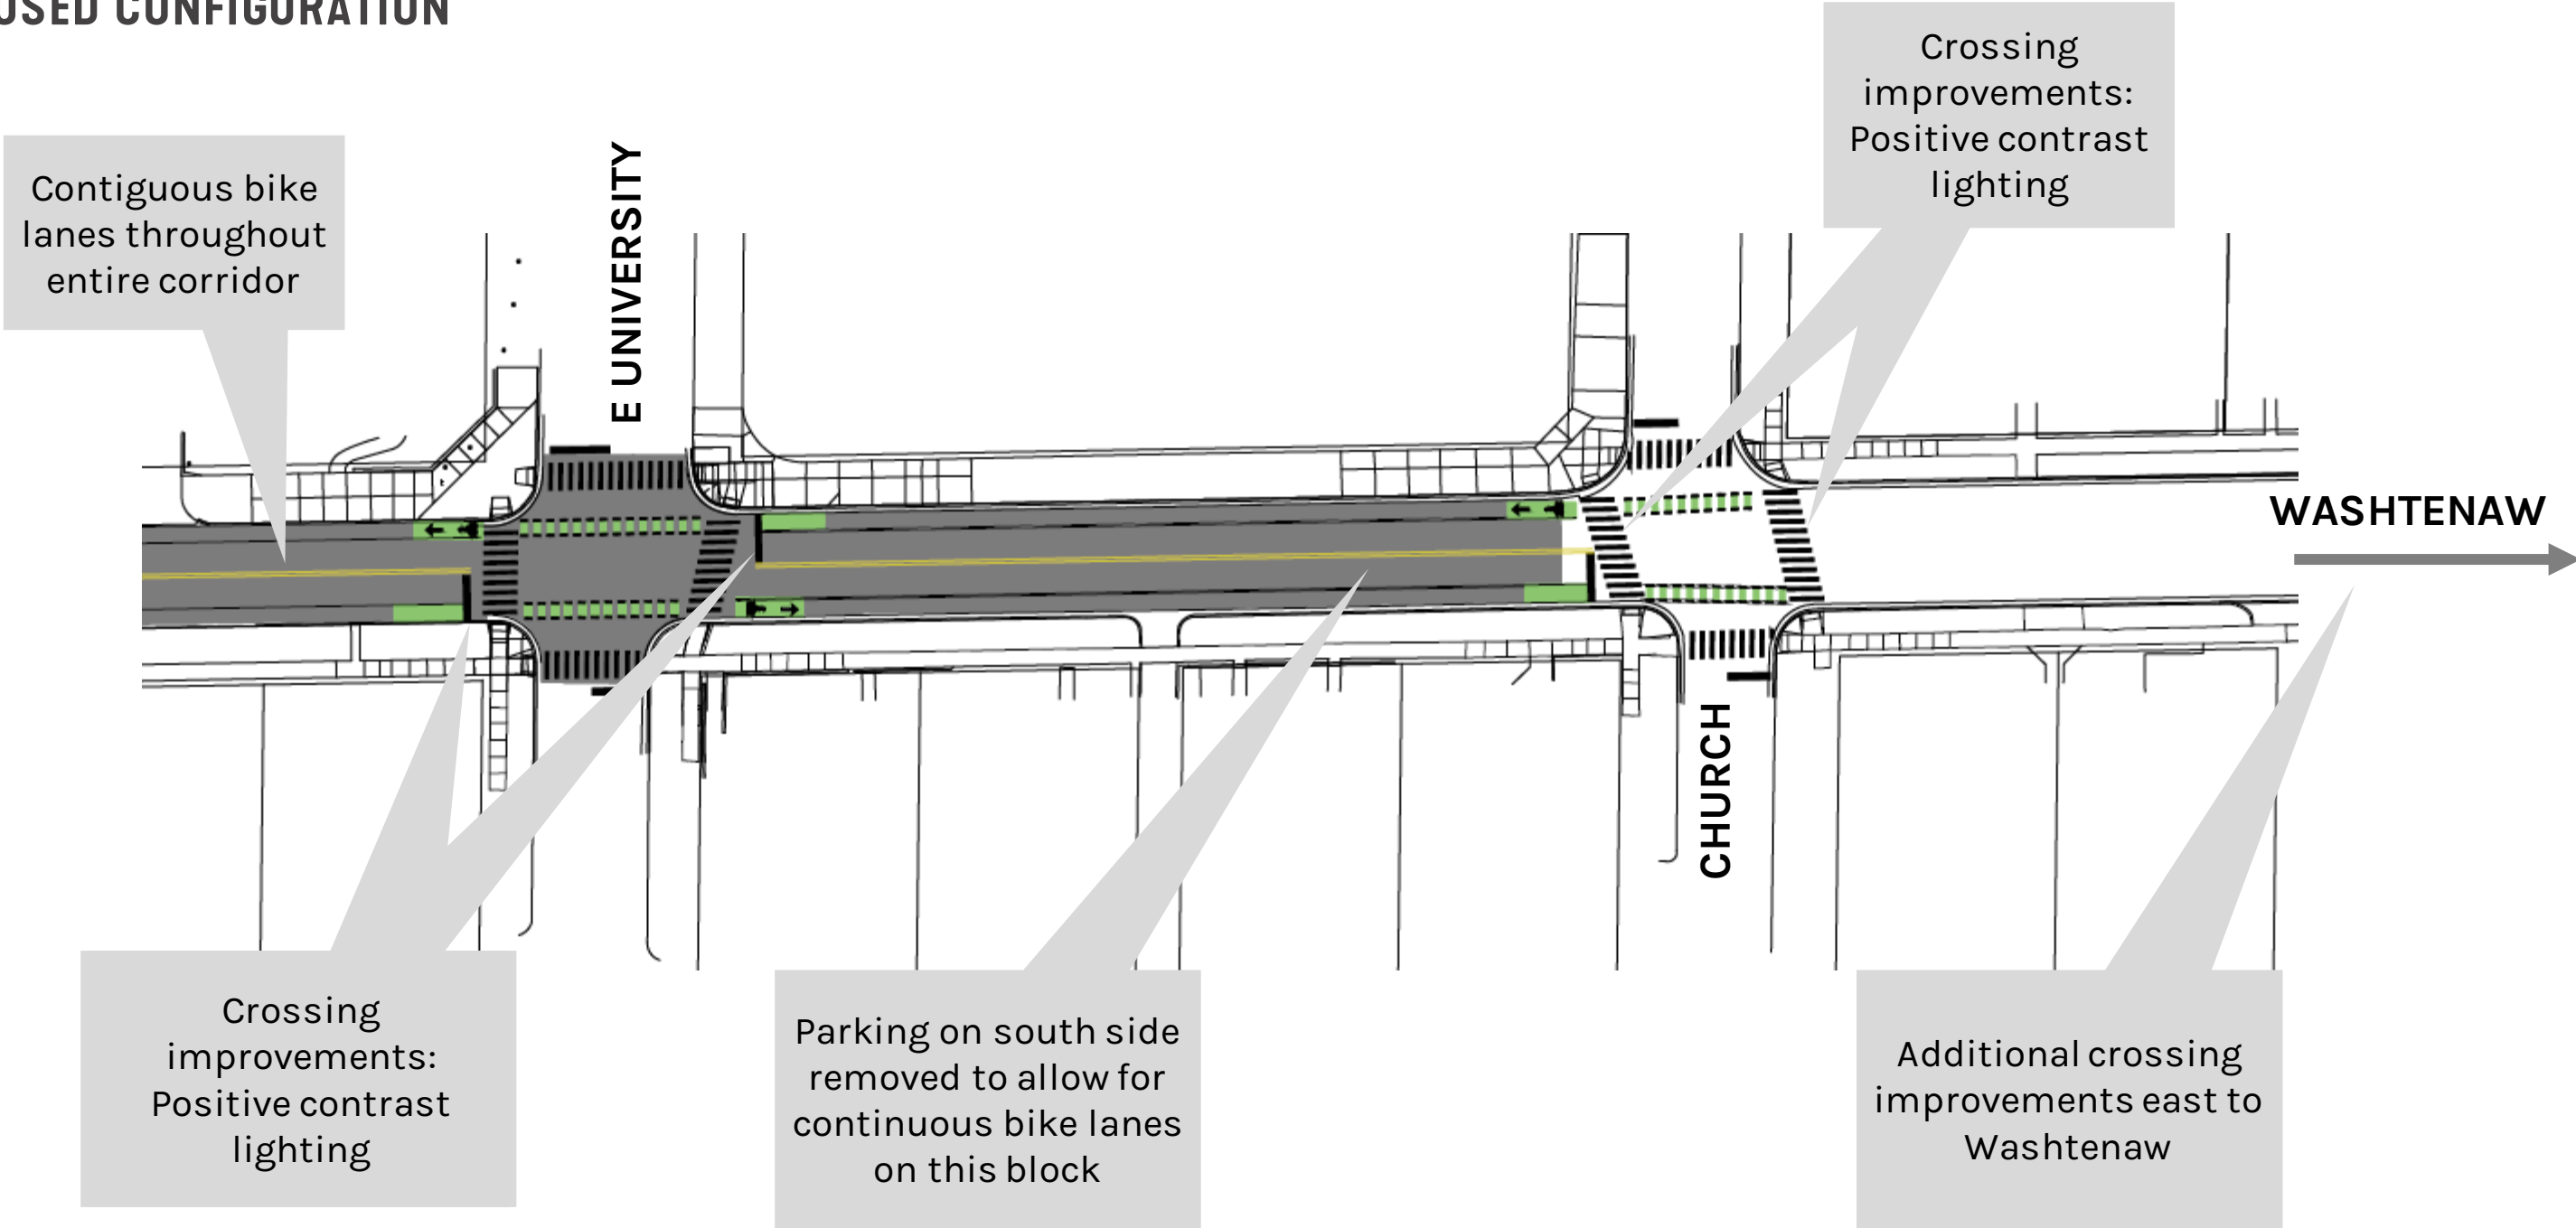 CONFIGURATION
Crossing
improvements:
Positive contrast
lighting
Contiguous bike
lanes throughout
entire corridor
E UNIVERSITY
WASHTENAW
CHURCH
Crossing
improvements:
Positive contrast
lighting
Parking on south side
removed to allow for
continuous bike lanes
on this block
Additional crossing
improvements east to
Washtenaw